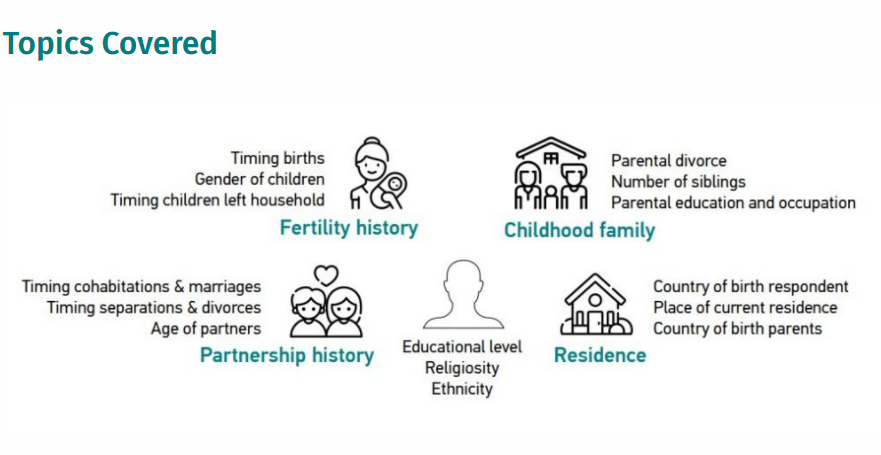 Topics Covered
Timing births
Gender of children
Timing children left household
Fertility history
Parental divorce
Number of siblings
Parental education and occupation
Childhood family
Timing cohabitations & marriages
Timing separations & divorces
Age of partners
Partnership history
Educational level
Religiosity
Ethnicity
Country of birth respondent
Place of current residence
Country of birth parents
Residence